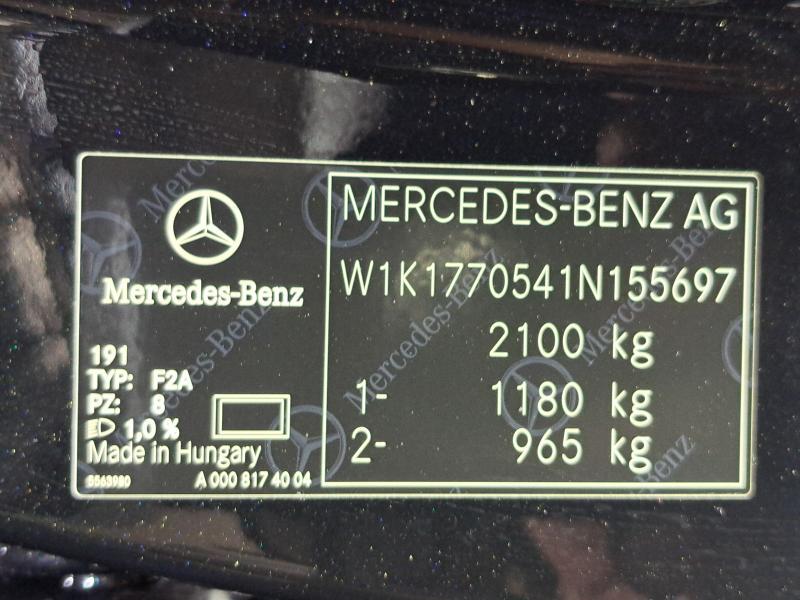 Mercedes-Benz
191
TYP: F2A
PZ: 8
1,0 %
Made in Hungary
A 000 817 40 04
MERCEDES-BENZ AG
W1K1770541N155697
2100 kg
1- 1180 kg
2- 965 kg